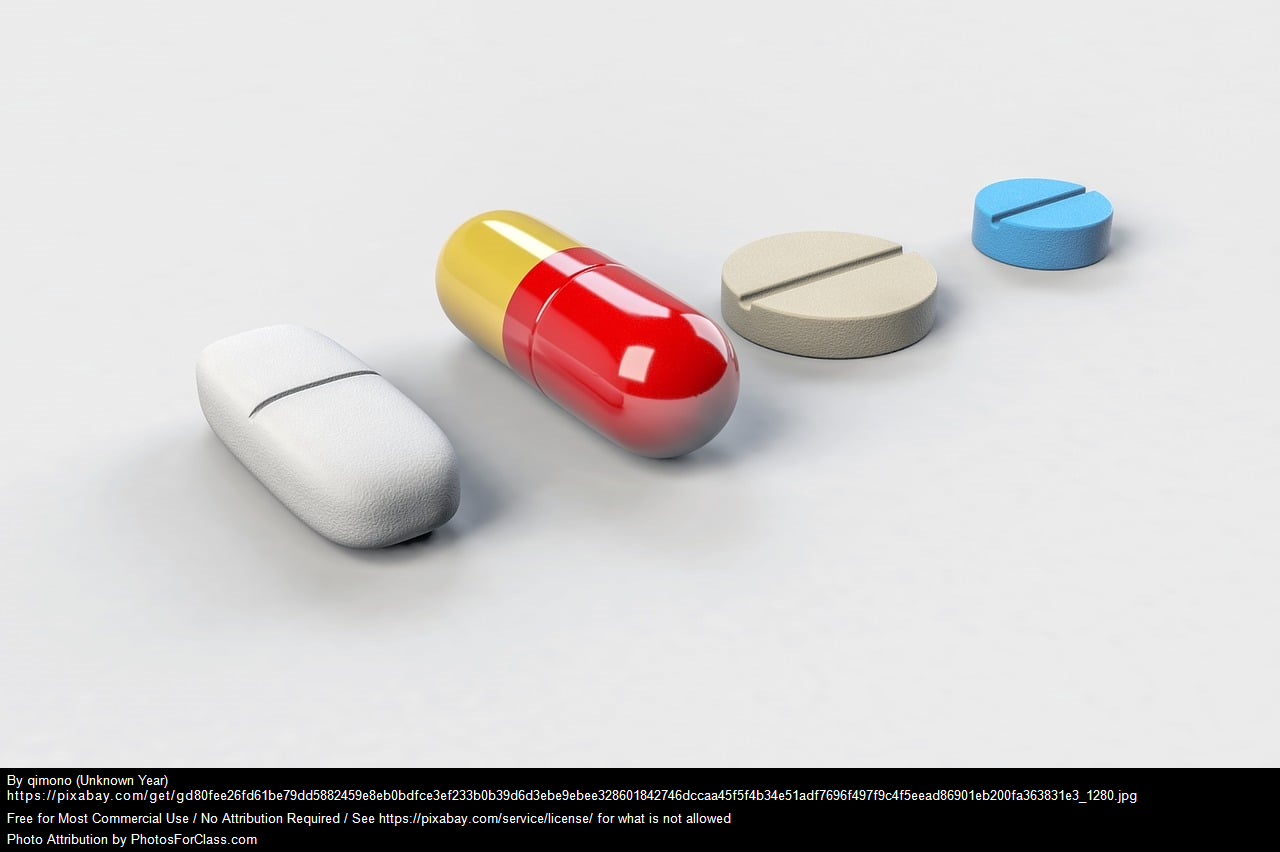 By qimono (Unknown Year)
https://pixabay.com/get/gd80fee26fd61be79dd5882459e8eb0bdfce3ef233b0b39d6d3ebe9ebee328601842746dccaa45f5f4b34e51adf7696f497f9c4f5eead86901eb200fa363831e3_1280.jpg
Free for Most Commercial Use / No Attribution Required / See https://pixabay.com/service/license/ for what is not allowed
Photo Attribution by PhotosForClass.com